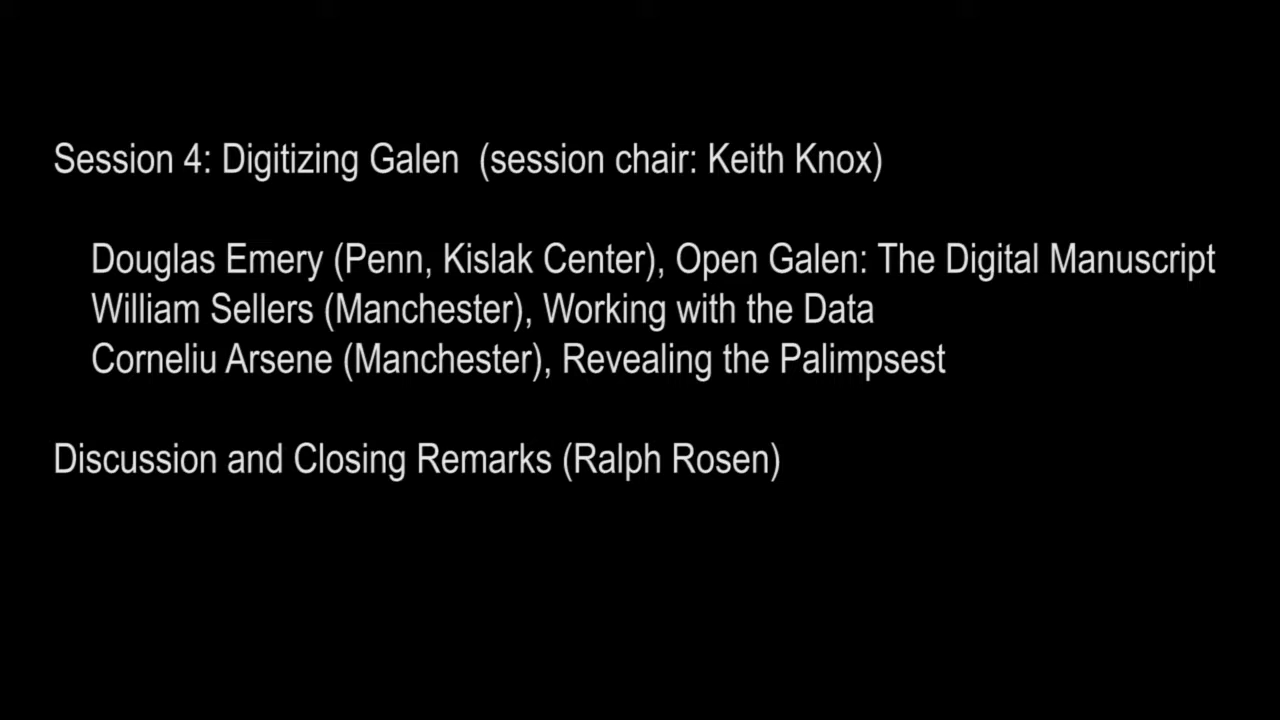 Session 4: Digitizing Galen (session chair: Keith Knox)
Douglas Emery (Penn, Kislak Center), Open Galen: The Digital Manuscript
William Sellers (Manchester), Working with the Data
Corneliu Arsene (Manchester), Revealing the Palimpsest
Discussion and Closing Remarks (Ralph Rosen)